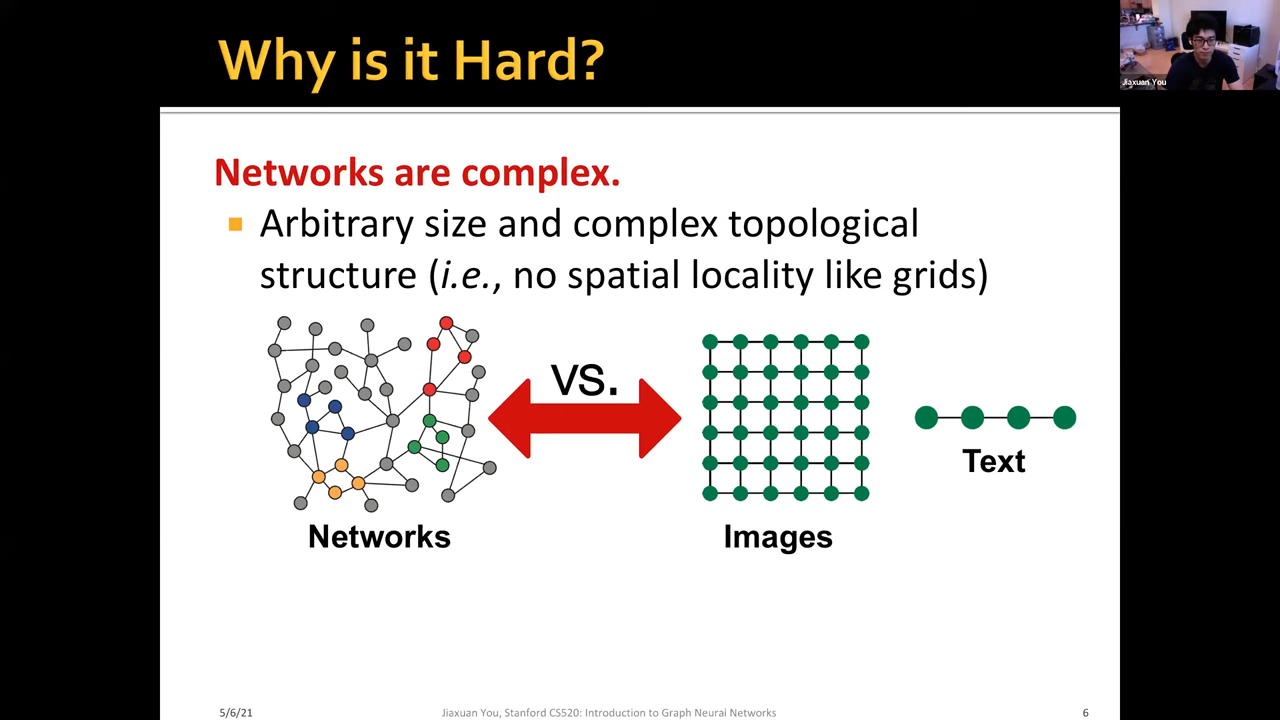 Why is it Hard?
Jiaxuan You
Networks are complex.
Arbitrary size and complex topological
structure (i.e., no spatial locality like grids)
vs.
Text
Networks
Images
5/6/21
Jiaxuan You, Stanford CS520: Introduction to Graph Neural Networks
6